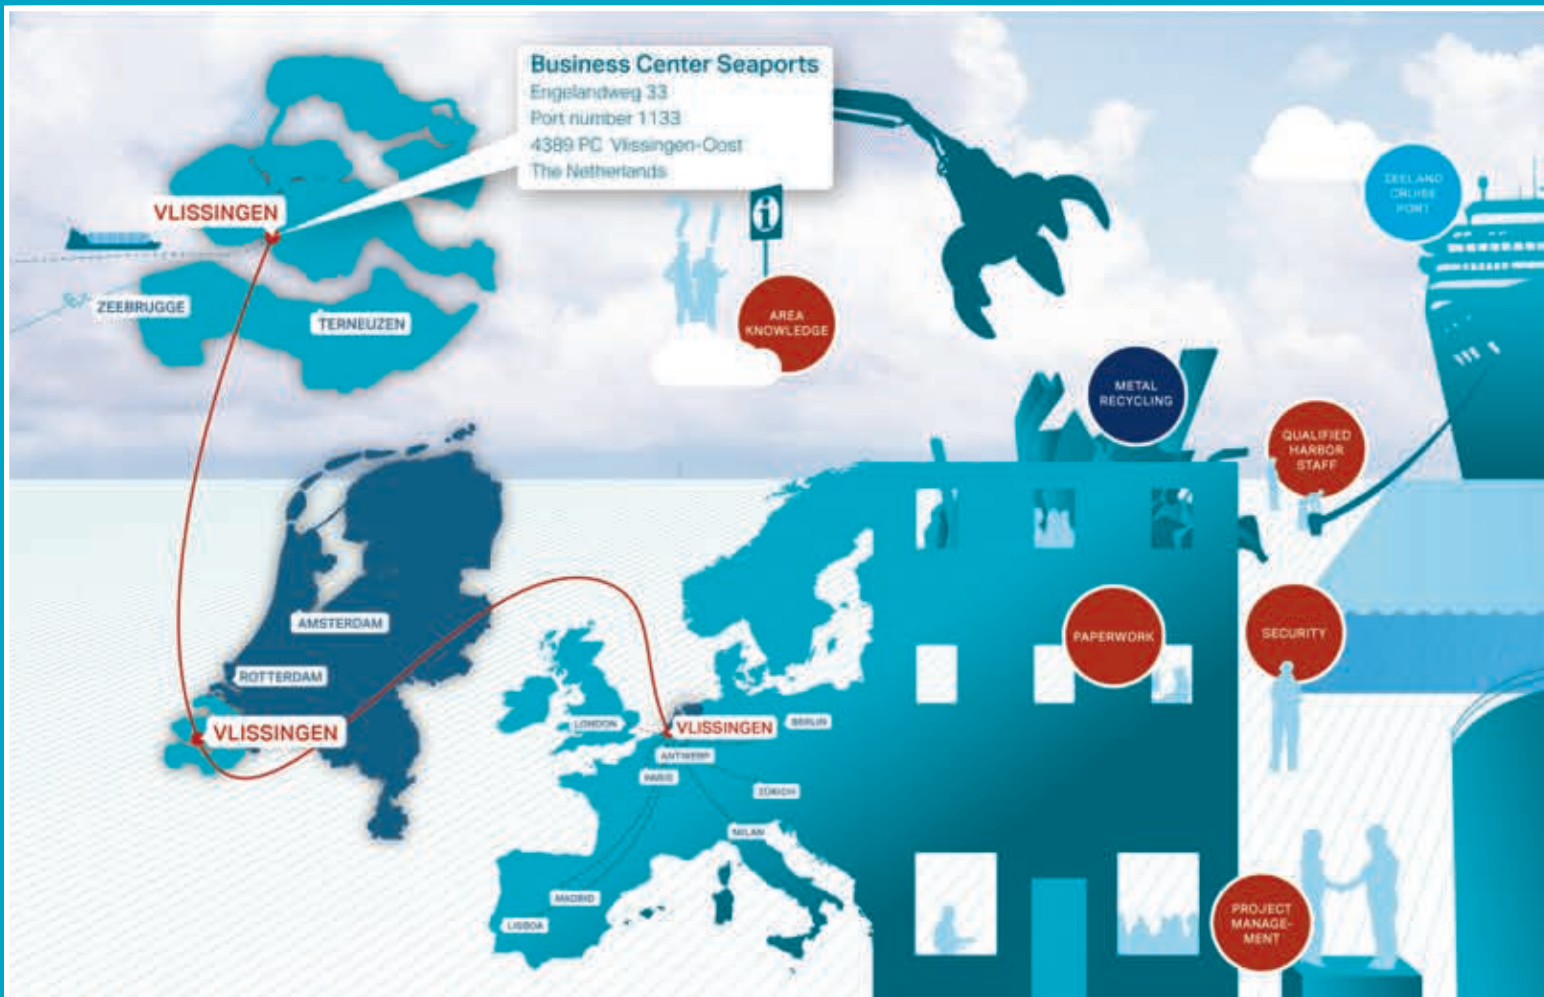 Business Center Seaports
Engelandweg 33
Port number 1133
4389 PC Vlissingen-Oost
The Netherlands
VLISSINGEN
ZEEBRUGGE
TERNEUZEN
AREA
KNOWLEDGE
ZEELAND
CRUISE
PORT
METAL
RECYCLING
QUALIFIED
HARBOR
STAFF
AMSTERDAM
ROTTERDAM
VLISSINGEN
PAPERWORK
SECURITY
LONDON
VLISSINGEN
BERLIN
ANTWERP
PARIS
ZÜRICH
MILAN
MADRID
LISBOA
PROJECT
MANAGE-
MENT